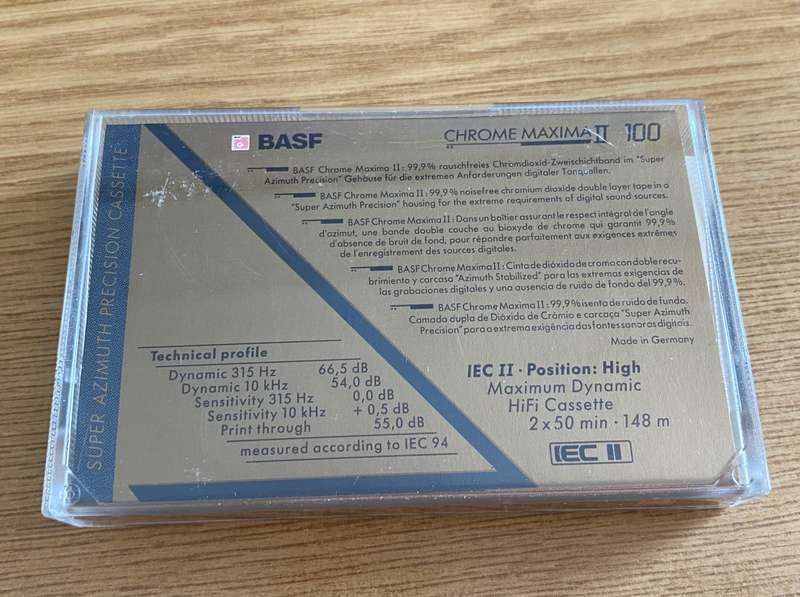 SUPER AZIMUTH PRECISION CASSETTE
BASF
CHROME MAXIMA II 100
BASF Chrome Maxima II: 99,9% rauschfreies Chromdioxid-Zweischichtband im "Super
Azimuth Precision" Gehäuse für die extremen Anforderungen digitaler Tonquallen.
BASF Chrome Maxima II: 99,9% noisefree chromium dioxide double layer tape in a
"Super Azimuth Precision" housing for the extreme requirements of digital sound sources.
BASF Chrome Maxima II: Dans un boîtier assurant le respect intégral de l'angle
d'azimut, une bande double couche au bioxyde de chrome qui garantit 99,9%
d'absence de bruit de fond, pour répondre parfaitement aux exigences extrêmes
de l'enregistrement des sources digitales.
BASF Chrome Maxima II: Cinta de dióxido de croma con doble recu-
brimiento y carcasa "Azimuth Stabilized" para las extremas exigencias de
las grabaciones digitales y una ausencia de ruido de fondo del 99,9%.
BASF Chrome Maxima II: 99,9% isenta de ruido de fundo.
Camada dupla de Dióxido de Crómio e carcaça "Super Azimuth
Precision" para a extrema exigência das fontes sonoras digitais.
Made in Germany
Technical profile
Dynamic 315 Hz 66,5 dB
Dynamic 10 kHz 54,0 dB
Sensitivity 315 Hz 0,0 dB
Sensitivity 10 kHz + 0,5 dB
Print through 55,0 dB
measured according to IEC 94
IEC II · Position: High
Maximum Dynamic
HiFi Cassette
2 x 50 min · 148 m
IEC II